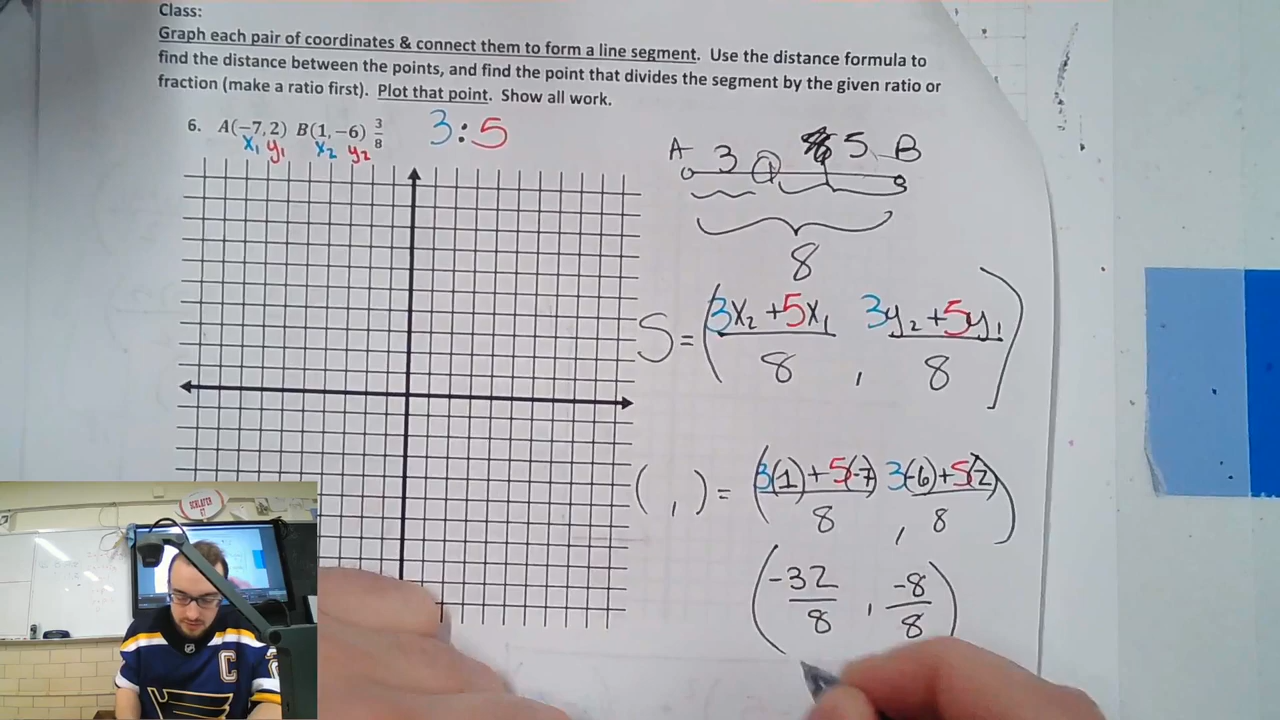 Class:
Graph each pair of coordinates & connect them to form a line segment. Use the distance formula to
find the distance between the points, and find the point that divides the segment by the given ratio or
fraction (make a ratio first). Plot that point. Show all work.
6. A(−7, 2) B(1, −6) 3/8 3:5
x₁ y₁ x₂ y₂
A 3 5 B
8
S = (3x₂ + 5x₁ / 8 , 3y₂ + 5y₁ / 8)
( , ) = (3(1) + 5(-7) / 8 , 3(-6) + 5(2) / 8)
(-32/8 , -8/8)
C